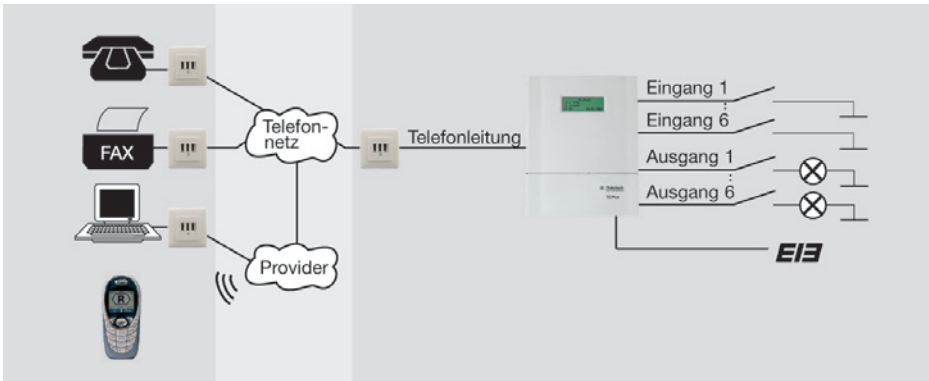 FAX
Telefon-
netz
Provider
Telefonleitung
Eingang 1
Eingang 6
Ausgang 1
Ausgang 6
EIB